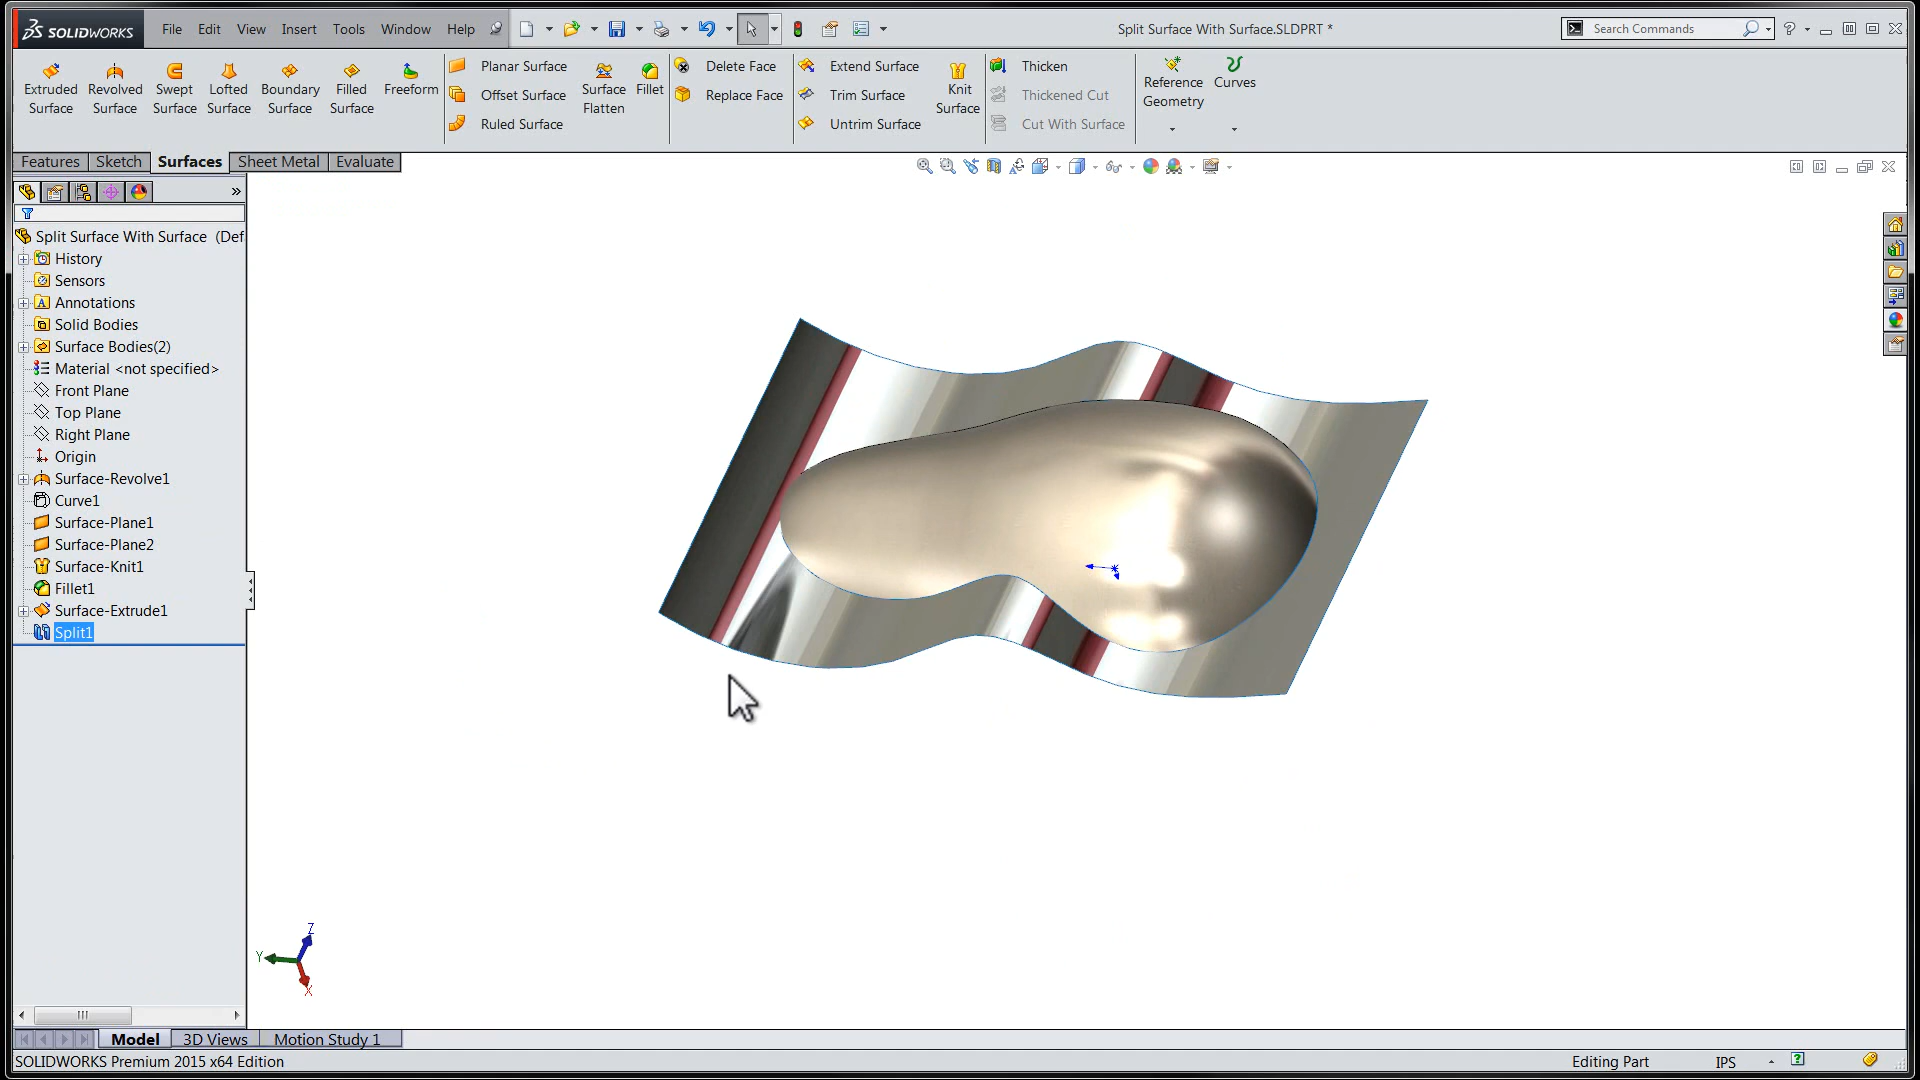 SOLIDWORKS File Edit View Insert Tools Window Help Split Surface With Surface.SLDPRT * Search Commands
Extruded Surface Revolved Surface Swept Surface Lofted Surface Boundary Surface Filled Surface Freeform
Planar Surface
Offset Surface
Ruled Surface
Surface Flatten Fillet
Delete Face
Replace Face
Extend Surface
Trim Surface
Untrim Surface
Knit Surface
Thicken
Thickened Cut
Cut With Surface
Reference Geometry Curves
Features Sketch Surfaces Sheet Metal Evaluate
Split Surface With Surface (Def
History
Sensors
Annotations
Solid Bodies
Surface Bodies(2)
Material <not specified>
Front Plane
Top Plane
Right Plane
Origin
Surface-Revolve1
Curve1
Surface-Plane1
Surface-Plane2
Surface-Knit1
Fillet1
Surface-Extrude1
Split1
Z
Y
X
Model 3D Views Motion Study 1
SOLIDWORKS Premium 2015 x64 Edition Editing Part IPS